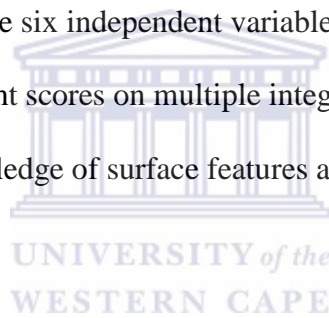 e six independent variable
nt scores on multiple integ
ledge of surface features a
UNIVERSITY of the
WESTERN CAPE